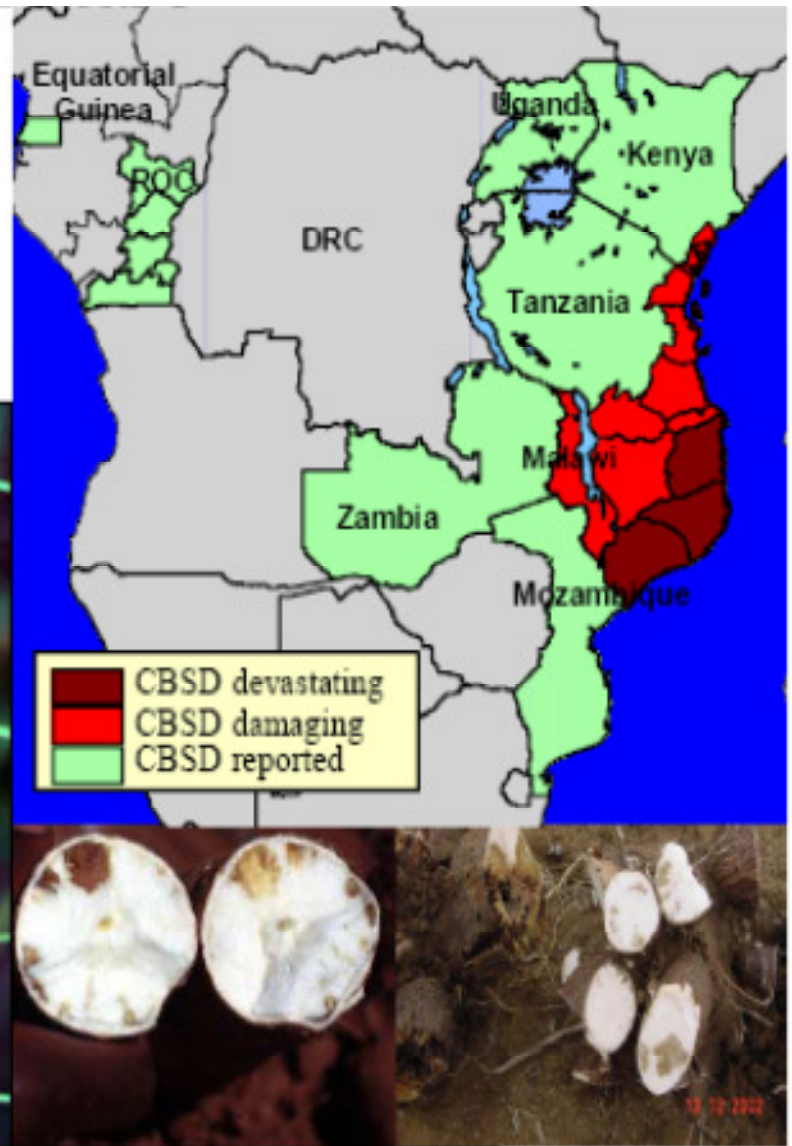 Equatorial
Guinea
Uganda
Kenya
ROC
DRC
Tanzania
Malawi
Zambia
Mozambique
CBSD devastating
CBSD damaging
CBSD reported
13 12 2002